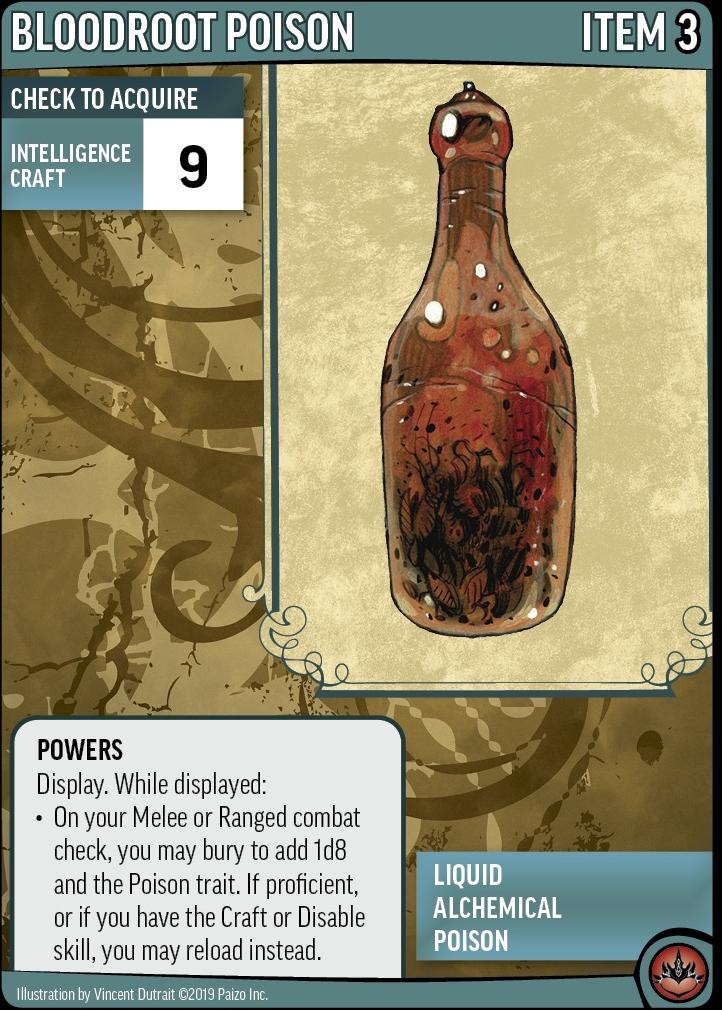 BLOODROOT POISON
ITEM 3
CHECK TO ACQUIRE
INTELLIGENCE
CRAFT
9
POWERS
Display. While displayed:
• On your Melee or Ranged combat
check, you may bury to add 1d8
and the Poison trait. If proficient,
or if you have the Craft or Disable
skill, you may reload instead.
LIQUID
ALCHEMICAL
POISON
Illustration by Vincent Dutrait ©2019 Paizo Inc.